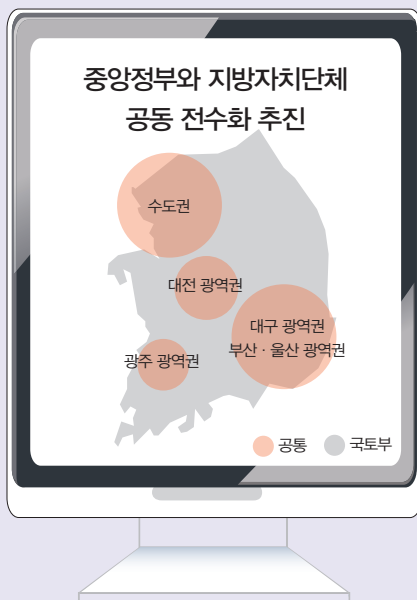 중앙정부와 지방자치단체
공동 전수화 추진
수도권
대전 광역권
대구 광역권
부산 · 울산 광역권
광주 광역권
공통
국토부